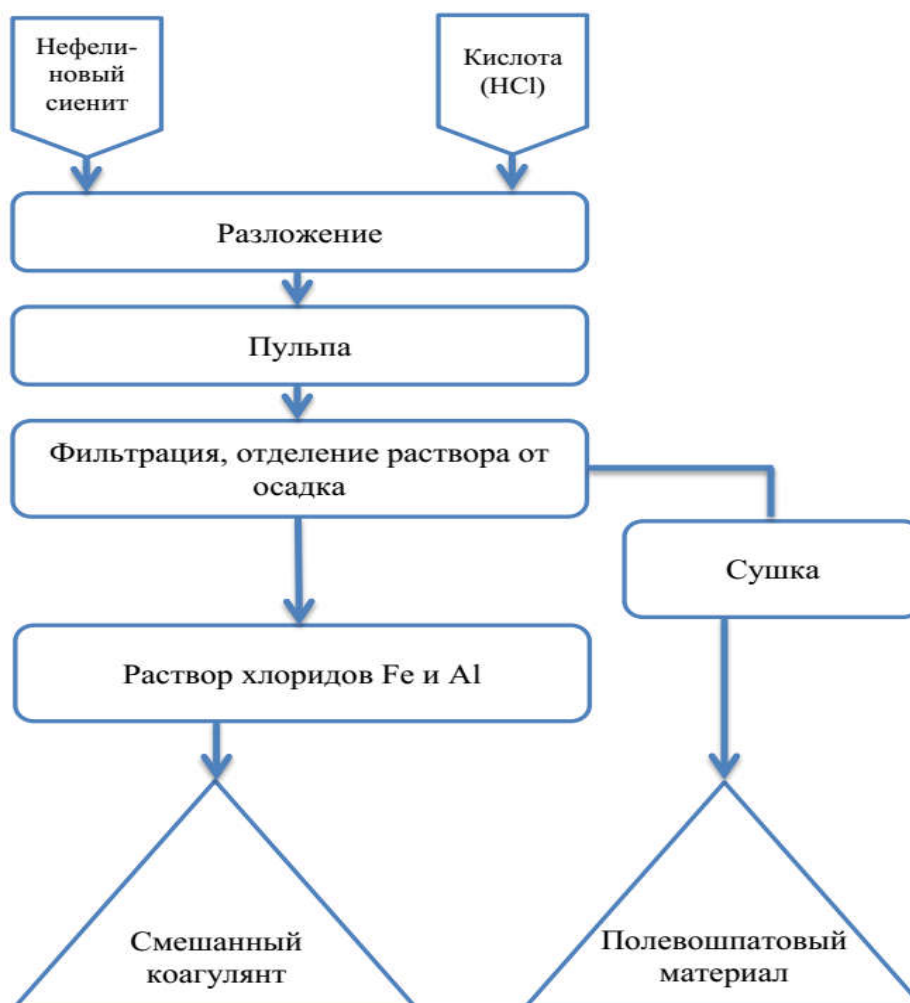 Нефели-
новый
сиенит
Кислота
(HCl)
Разложение
Пульпа
Фильтрация, отделение раствора от
осадка
Сушка
Раствор хлоридов Fe и Al
Смешанный
коагулянт
Полевошпатовый
материал